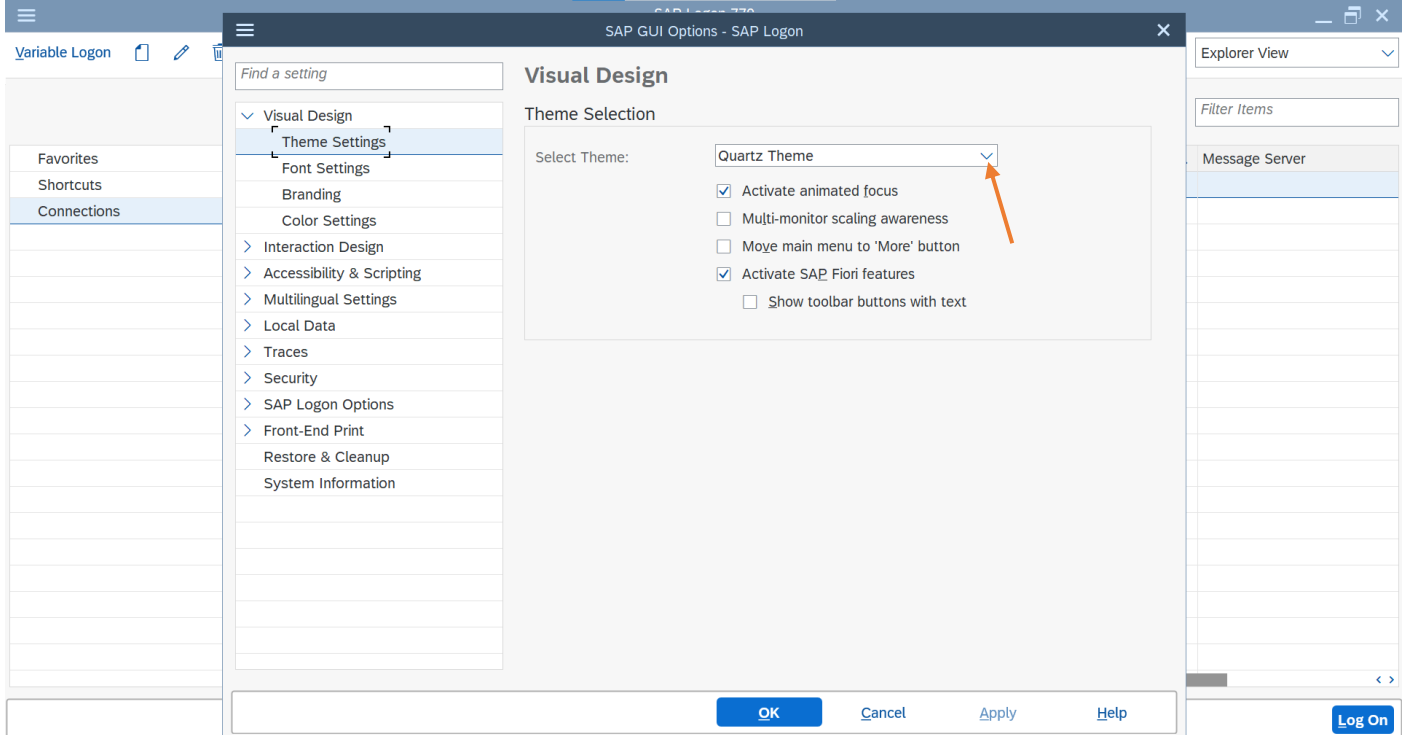 SAP Logon 770
SAP GUI Options - SAP Logon
Variable Logon
Explorer View
Find a setting
Visual Design
Filter Items
Visual Design
Theme Selection
Theme Settings
Select Theme:
Quartz Theme
Favorites
Message Server
Font Settings
Shortcuts
Activate animated focus
Branding
Connections
Multi-monitor scaling awareness
Color Settings
Interaction Design
Move main menu to 'More' button
Accessibility & Scripting
Activate SAP Fiori features
Multilingual Settings
Show toolbar buttons with text
Local Data
Traces
Security
SAP Logon Options
Front-End Print
Restore & Cleanup
System Information
OK
Cancel
Apply
Help
Log On